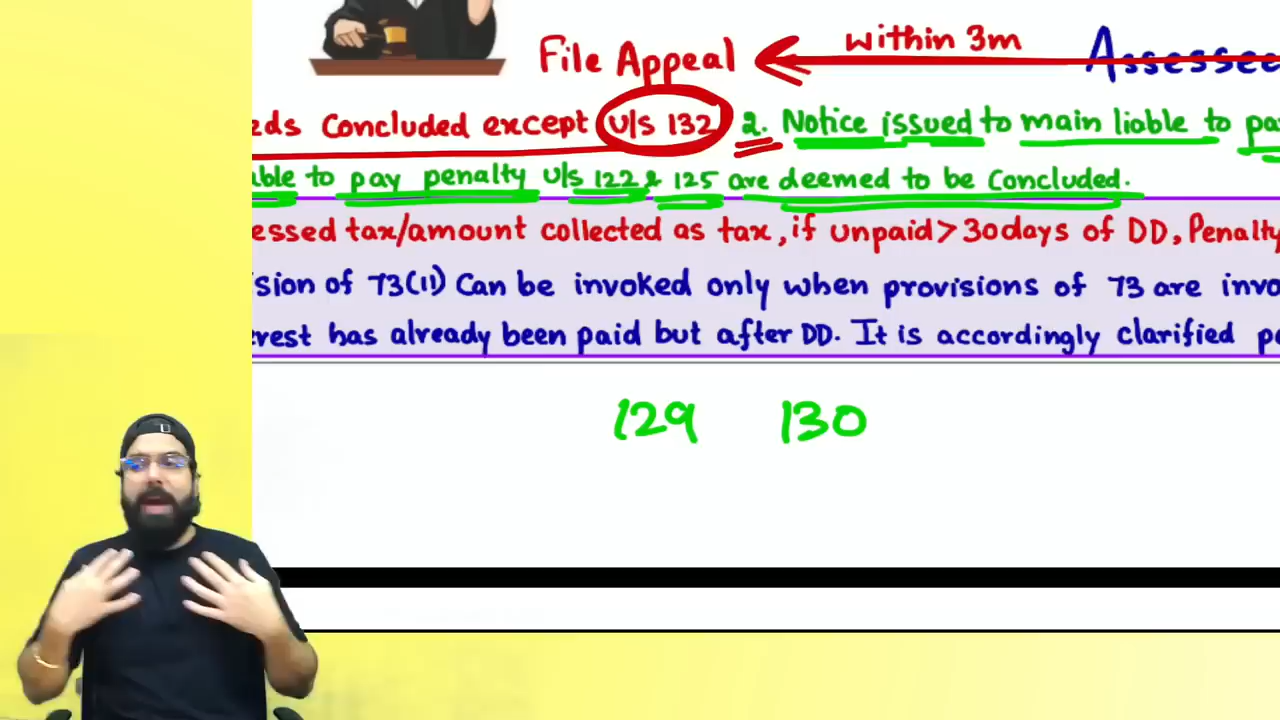 File Appeal within 3m Assessee
eds Concluded except u/s 132 2. Notice issued to main liable to pa
able to pay penalty u/s 122 & 125 are deemed to be Concluded.
essed tax/amount collected as tax, if unpaid > 30days of DD, Penalty
sion of 73(11) Can be invoked only when provisions of 73 are invo
erest has already been paid but after DD. It is accordingly clarified pe
129 130